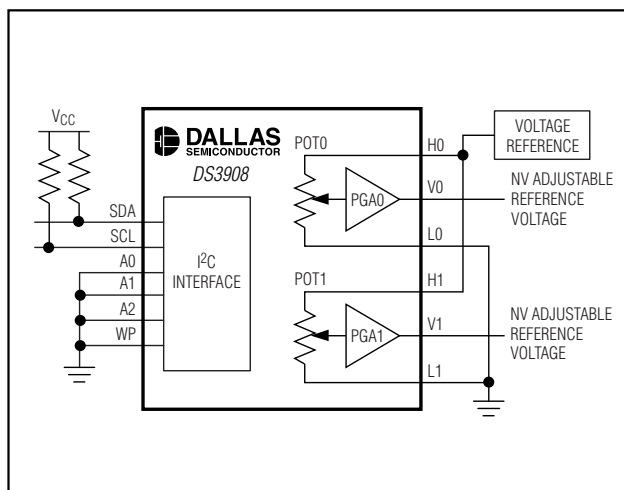 VCC
DALLAS
SEMICONDUCTOR
DS3908
SDA
SCL
A0
A1
A2
WP
I2C
INTERFACE
POT0
PGA0
H0
V0
L0
POT1
PGA1
H1
V1
L1
VOLTAGE
REFERENCE
NV ADJUSTABLE
REFERENCE
VOLTAGE
NV ADJUSTABLE
REFERENCE
VOLTAGE